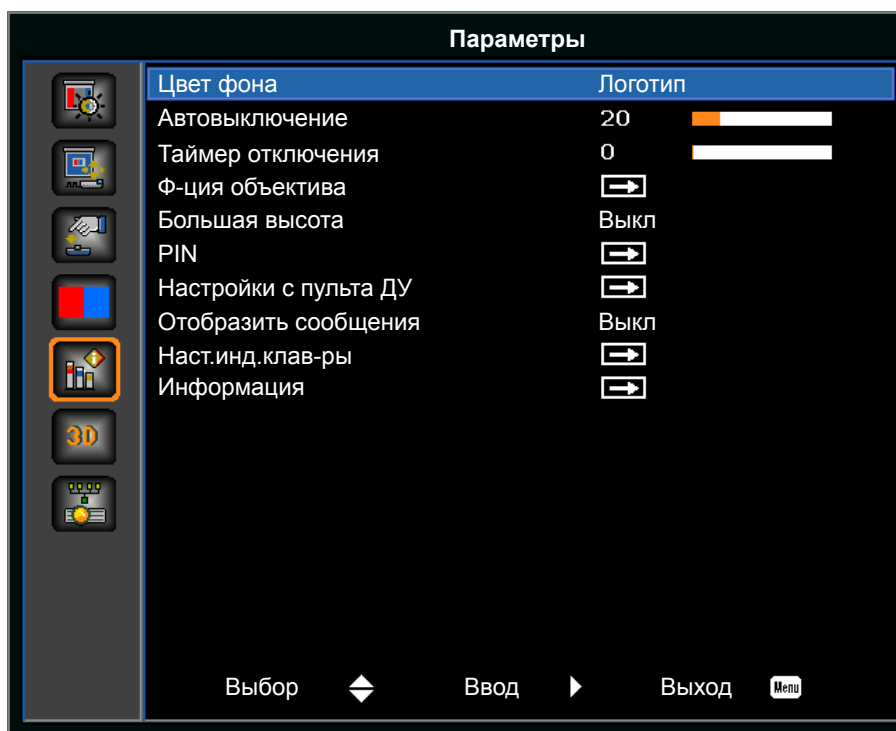 Параметры
Цвет фона Логотип
Автовыключение 20
Таймер отключения 0
Ф-ция объектива
Большая высота Выкл
PIN
Настройки с пульта ДУ
Отобразить сообщения Выкл
Наст.инд.клав-ры
Информация
3D
Выбор Ввод Выход Menu